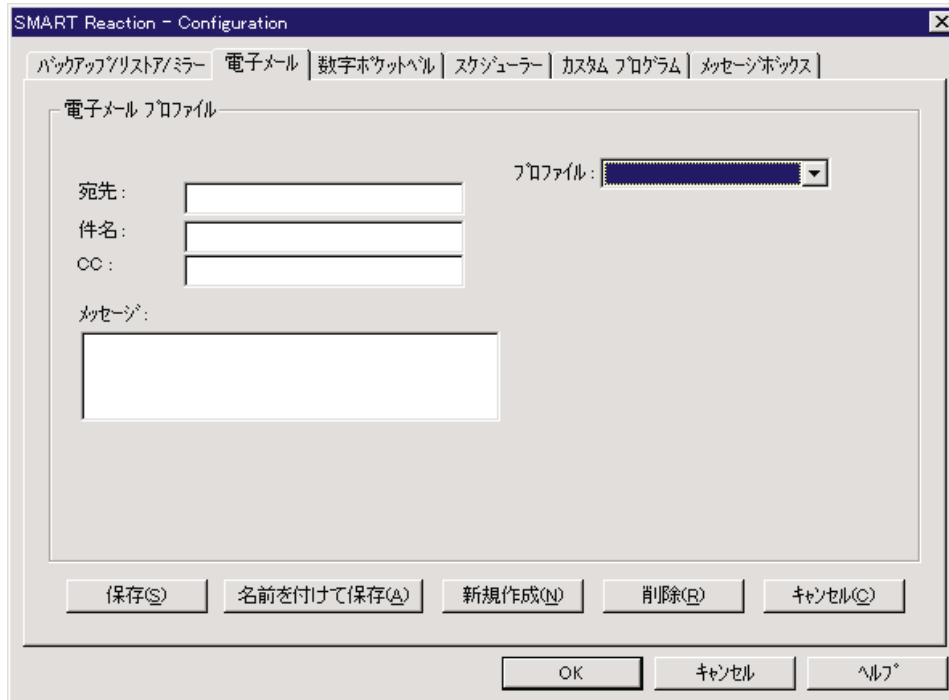 SMART Reaction - Configuration
ﾊﾞｯｸｱｯﾌﾟ/ﾘｽﾄｱ/ﾐﾗｰ 電子ﾒｰﾙ 数字ﾎﾟｹｯﾄﾍﾞﾙ ｽｹｼﾞｭｰﾗｰ ｶｽﾀﾑ ﾌﾟﾛｸﾞﾗﾑ ﾒｯｾｰｼﾞﾎﾞｯｸｽ
電子ﾒｰﾙ ﾌﾟﾛﾌｧｲﾙ
ﾌﾟﾛﾌｧｲﾙ:
宛先:
件名:
CC:
ﾒｯｾｰｼﾞ:
保存(S) 名前を付けて保存(A) 新規作成(N) 削除(R) ｷｬﾝｾﾙ(C)
OK ｷｬﾝｾﾙ ﾍﾙﾌﾟ